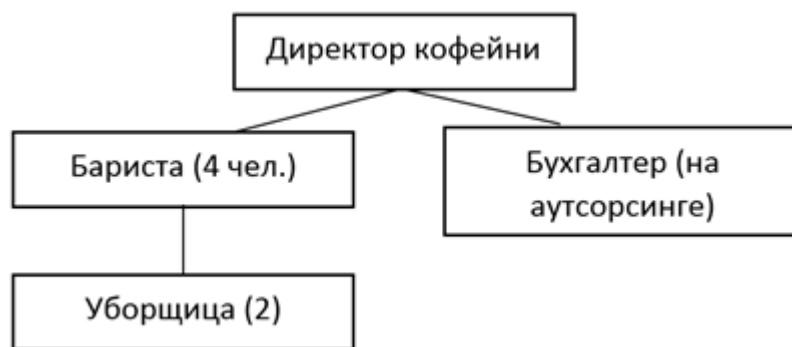 Директор кофейни
Бариста (4 чел.)
Бухгалтер (на
аутсорсинге)
Уборщица (2)